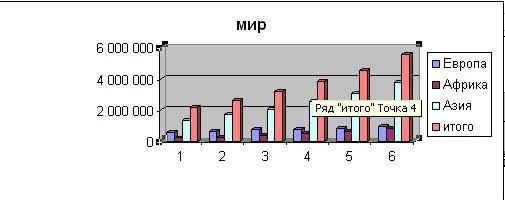 мир
6 000 000
4 000 000
2 000 000
0
1 2 3 4 5 6
Ряд "итого" Точка 4
Европа
Африка
Азия
итого